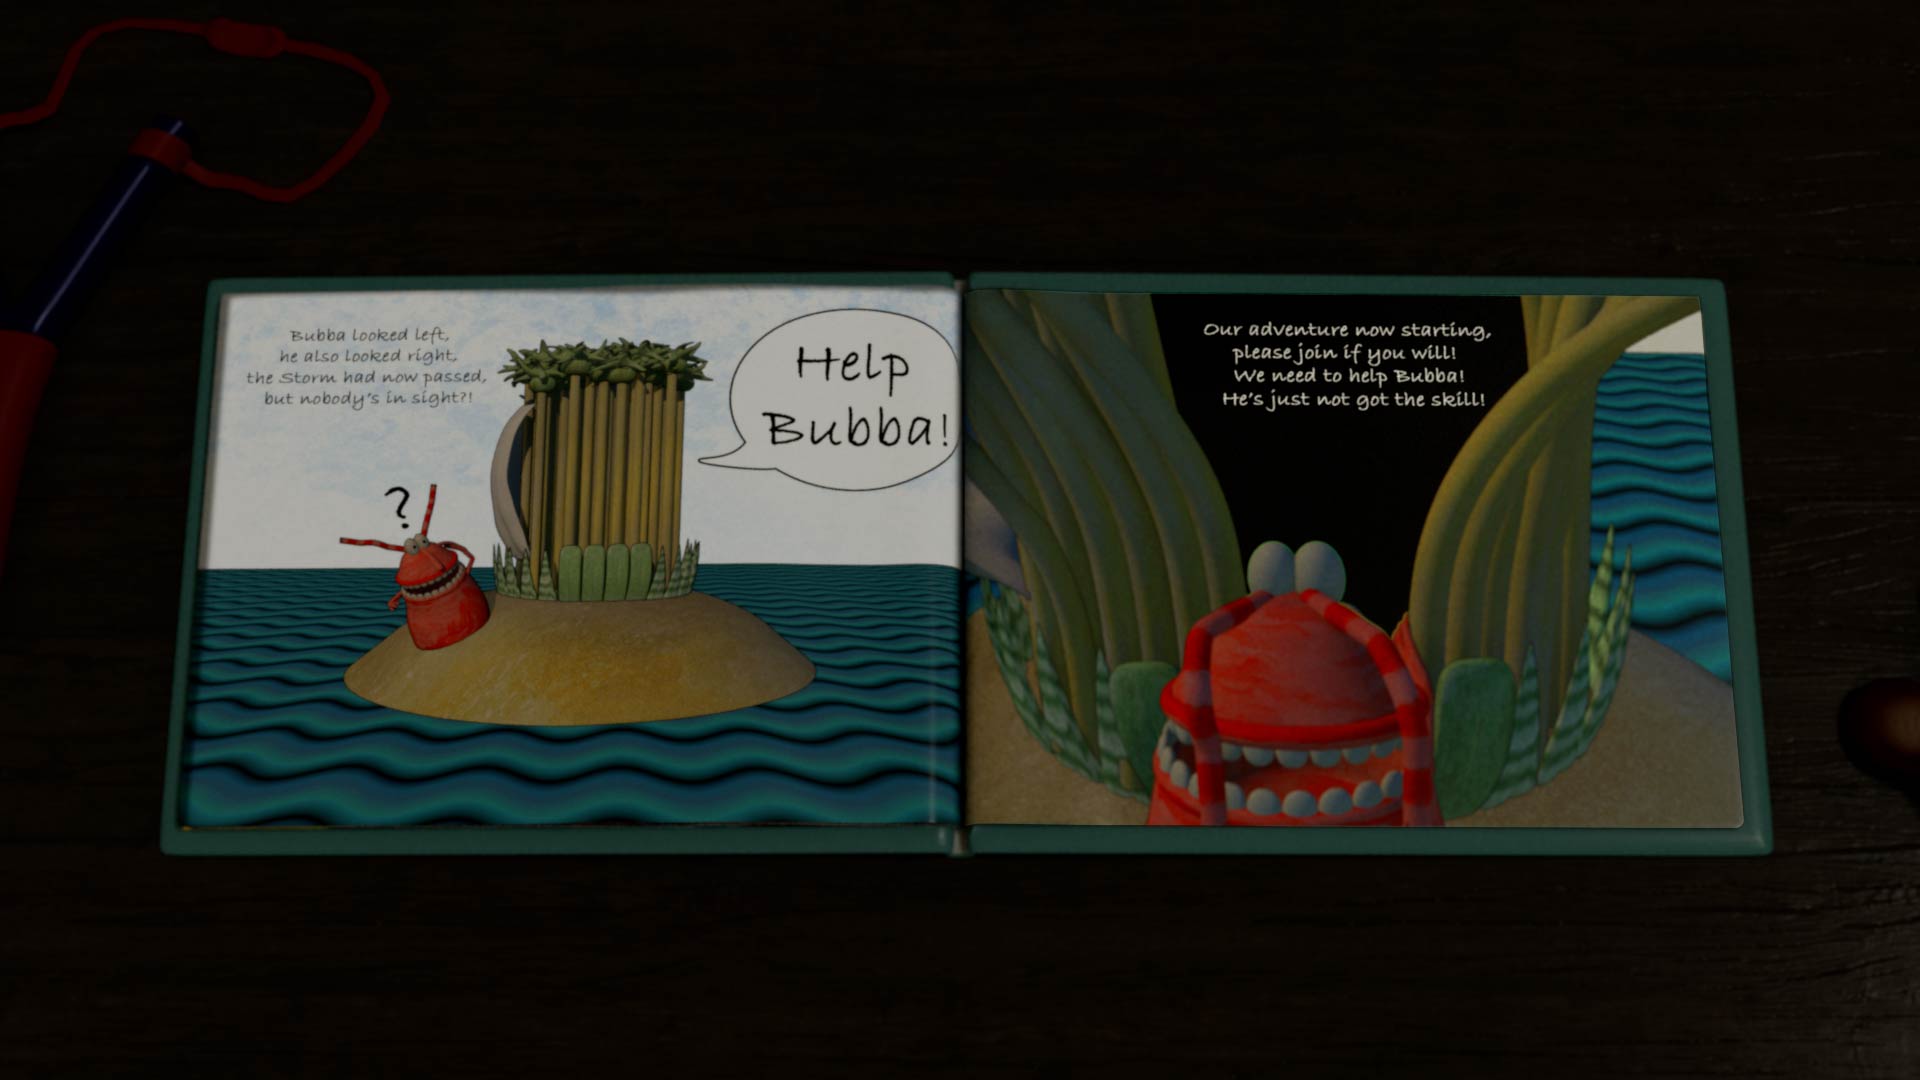 Bubba looked left,
he also looked right,
the Storm had now passed,
but nobody's in sight?!
?
Help
Bubba!
Our adventure now starting,
please join if you will!
We need to help Bubba!
He's just not got the skill!